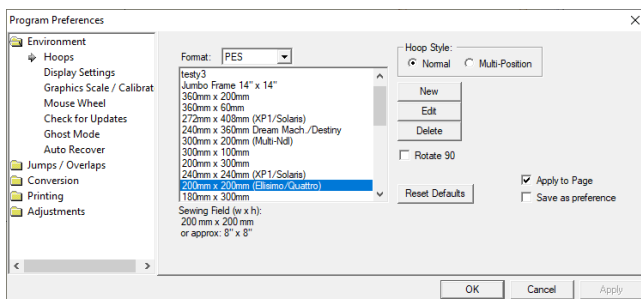 Program Preferences
Environment
Hoops
Display Settings
Graphics Scale / Calibrat
Mouse Wheel
Check for Updates
Ghost Mode
Auto Recover
Jumps / Overlaps
Conversion
Printing
Adjustments
Format: PES
testy3
Jumbo Frame 14" x 14"
360mm x 200mm
360mm x 60mm
272mm x 408mm (XP1/Solaris)
240mm x 360mm Dream Mach./Destiny
300mm x 200mm (Multi-Ndl)
300mm x 100mm
200mm x 300mm
240mm x 240mm (XP1/Solaris)
200mm x 200mm (Ellisimo/Quattro)
180mm x 300mm
Sewing Field (w x h):
200 mm x 200 mm
or approx: 8" x 8"
Hoop Style:
Normal Multi-Position
New
Edit
Delete
Rotate 90
Reset Defaults
Apply to Page
Save as preference
OK Cancel Apply